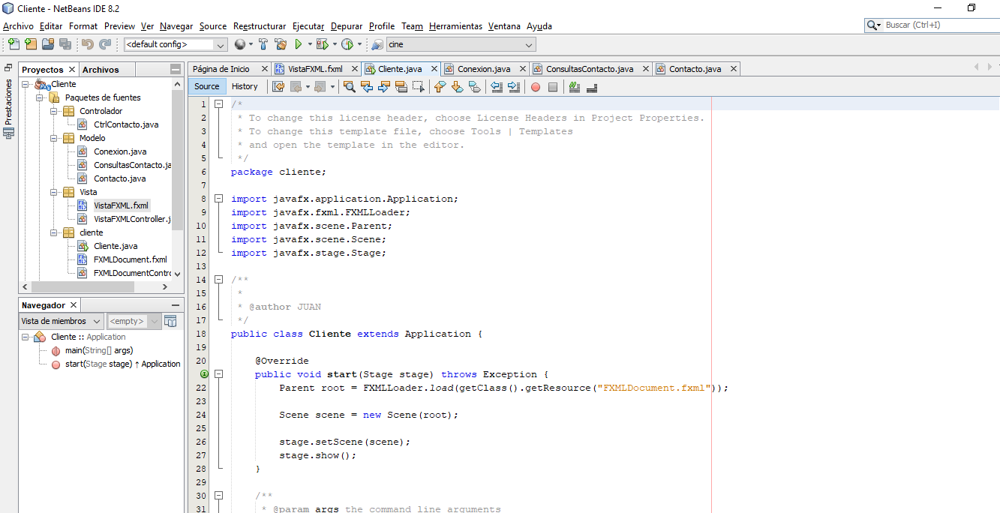 Cliente - NetBeans IDE 8.2
Archivo Editar Format Preview Ver Navegar Source Reestructurar Ejecutar Depurar Profile Team Herramientas Ventana Ayuda
Buscar (Ctrl+I)
<default config>
cine
Prestaciones
Proyectos
Archivos
Cliente
Paquetes de fuentes
Controlador
CtrlContacto.java
Modelo
Conexion.java
ConsultasContacto.ja
Contacto.java
Vista
VistaFXML.fxml
VistaFXMLController.j
cliente
Cliente.java
FXMLDocument.fxml
FXMLDocumentContro
Navegador
Vista de miembros
<empty>
Cliente :: Application
main(String[] args)
start(Stage stage) ↑ Application
Página de Inicio
VistaFXML.fxml
Cliente.java
Conexion.java
ConsultasContacto.java
Contacto.java
Source
History
1 /*
2 * To change this license header, choose License Headers in Project Properties.
3 * To change this template file, choose Tools | Templates
4 * and open the template in the editor.
5 */
6 package cliente;
7
8 import javafx.application.Application;
9 import javafx.fxml.FXMLLoader;
10 import javafx.scene.Parent;
11 import javafx.scene.Scene;
12 import javafx.stage.Stage;
13
14 /**
15 *
16 * @author JUAN
17 */
18 public class Cliente extends Application {
19
20 @Override
public void start(Stage stage) throws Exception {
22 Parent root = FXMLLoader.load(getClass().getResource("FXMLDocument.fxml"));
23
24 Scene scene = new Scene(root);
25
26 stage.setScene(scene);
27 stage.show();
28 }
29
30 /**
31 * @param args the command line arguments